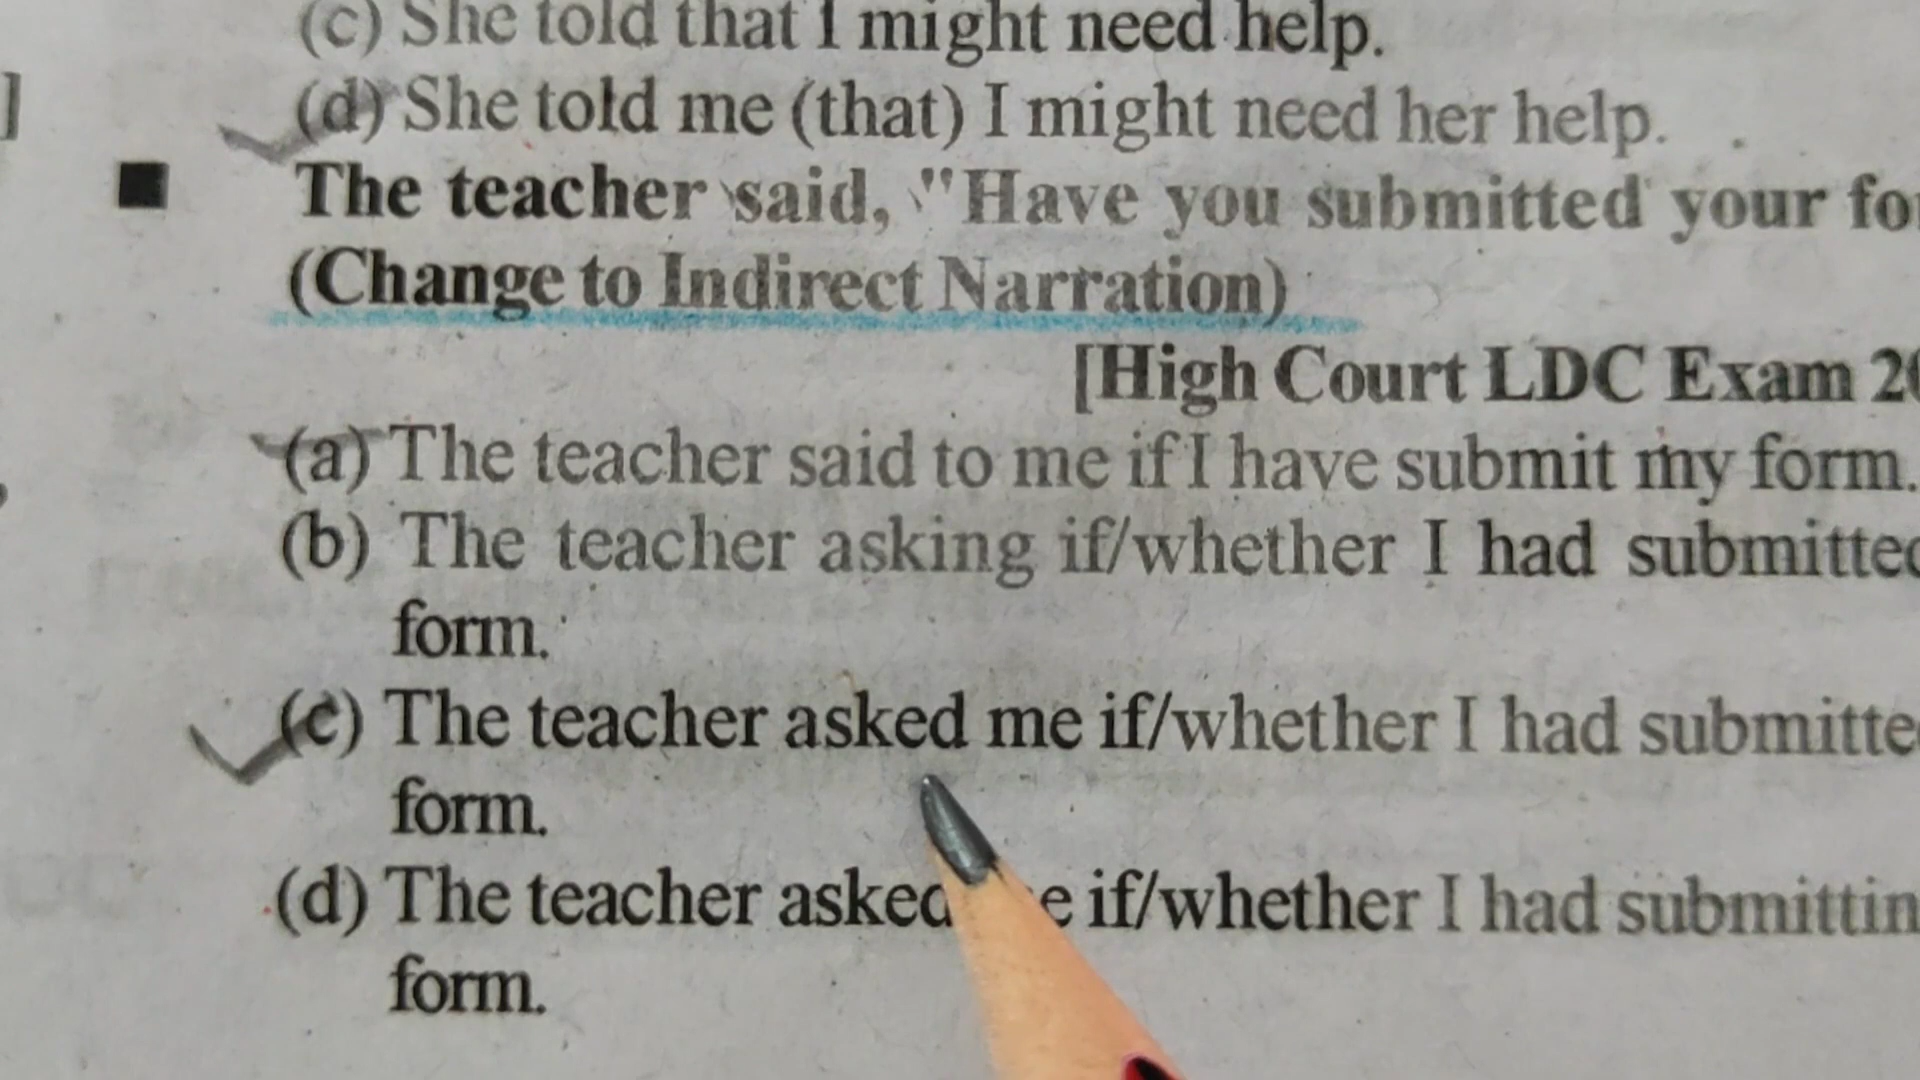 (c) She told that I might need help.
]
(d) She told me (that) I might need her help.
The teacher said, "Have you submitted your
(Change to Indirect Narration)
[High Court LDC Exam
(a) The teacher said to me if I have submit my form.
(b) The teacher asking if/whether I had submitted
form.
(c) The teacher asked me if/whether I had submitte
form.
(d) The teacher asked if/whether I had submittin
form.